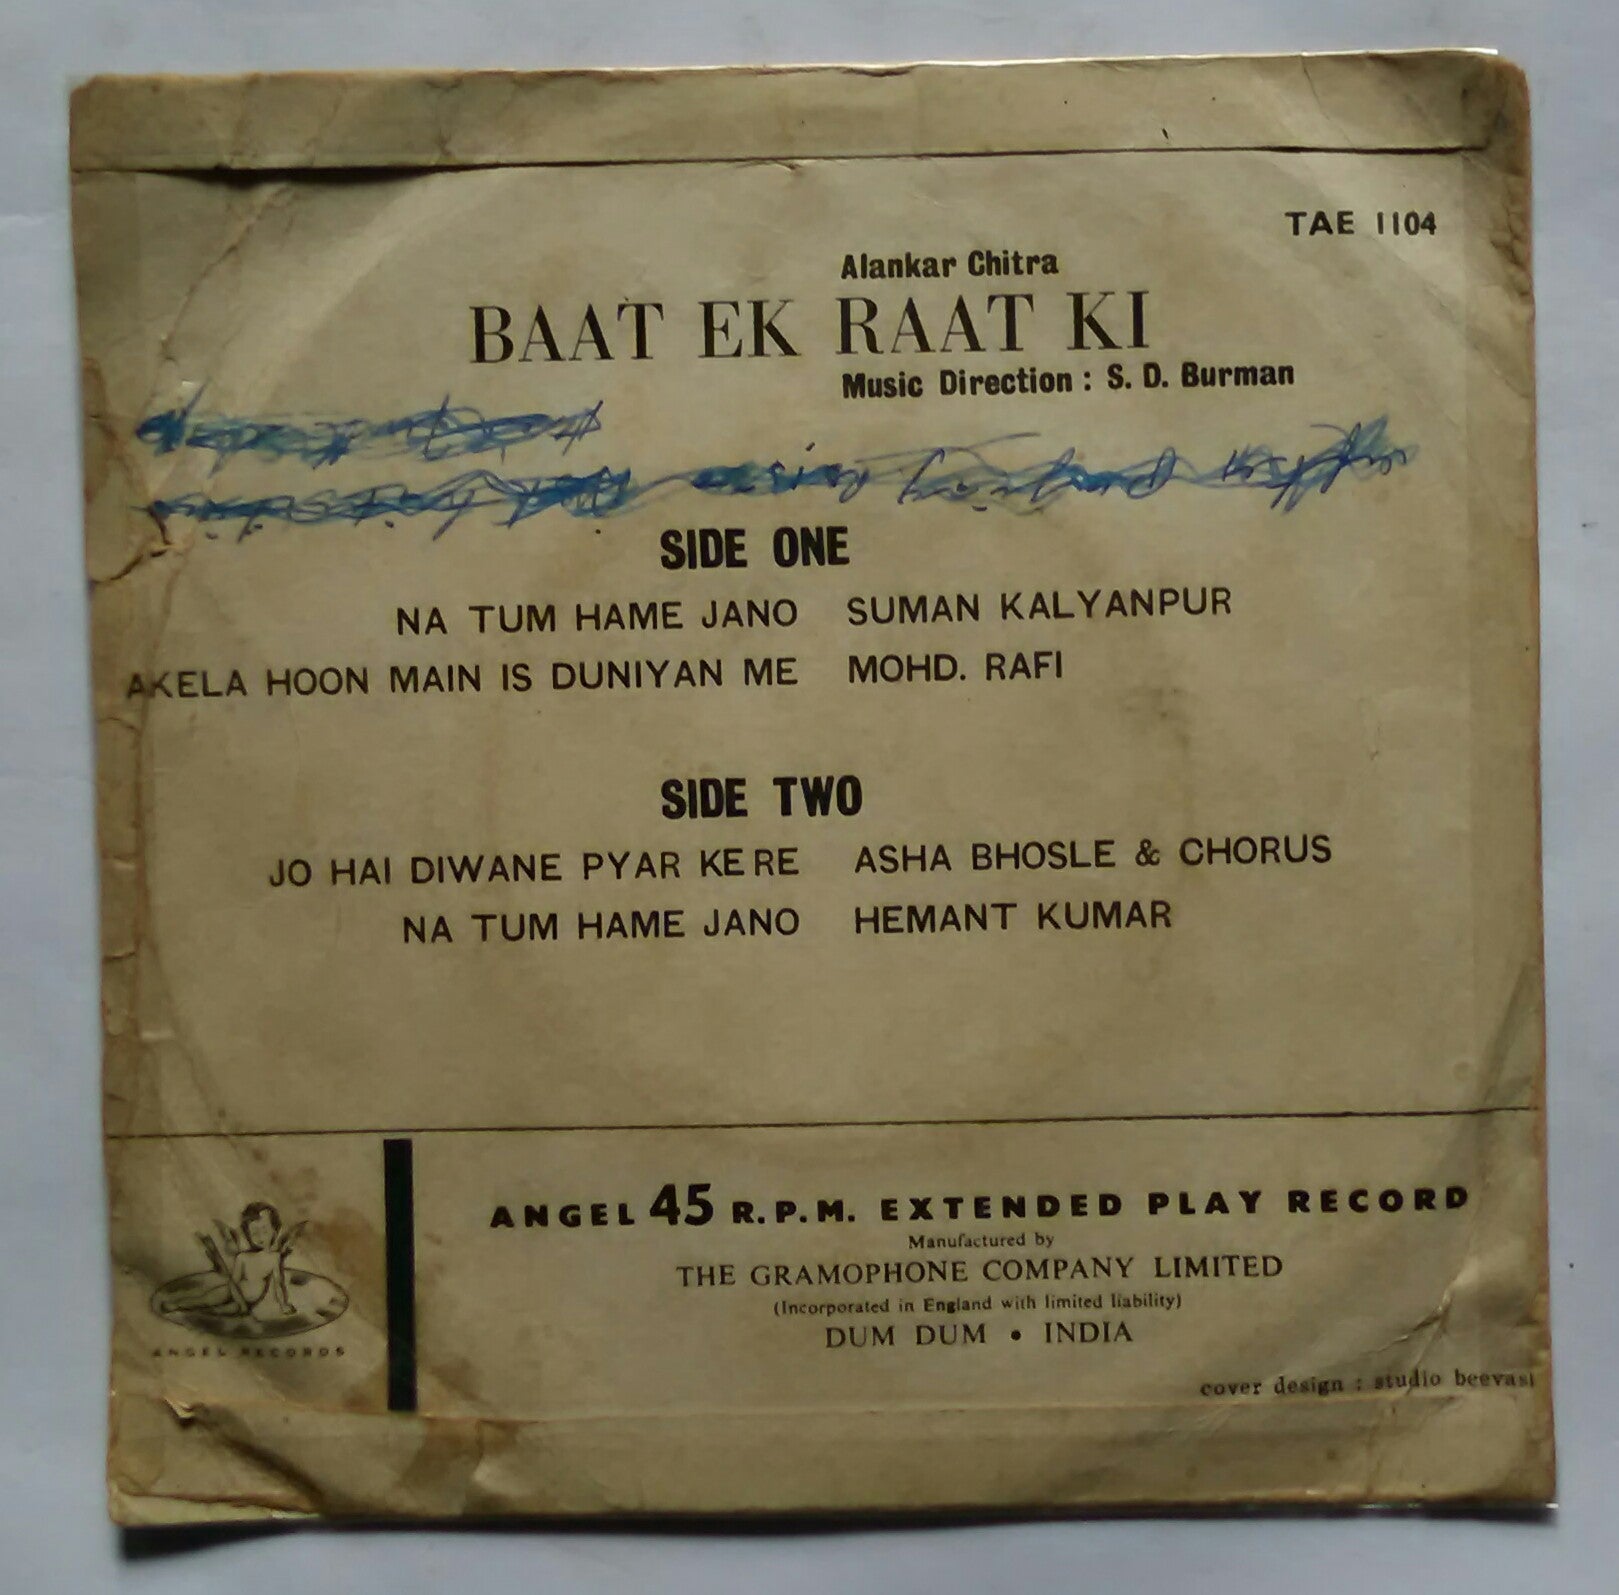 TAE 1104
Alankar Chitra
BAAT EK RAAT KI
Music Direction : S. D. Burman
SIDE ONE
NA TUM HAME JANO SUMAN KALYANPUR
AKELA HOON MAIN IS DUNIYAN ME MOHD. RAFI
SIDE TWO
JO HAI DIWANE PYAR KE RE ASHA BHOSLE & CHORUS
NA TUM HAME JANO HEMANT KUMAR
ANGEL 45 R.P.M. EXTENDED PLAY RECORD
Manufactured by
THE GRAMOPHONE COMPANY LIMITED
(Incorporated in England with limited liability)
DUM DUM • INDIA
ANGEL RECORDS
cover design : studio beevasi